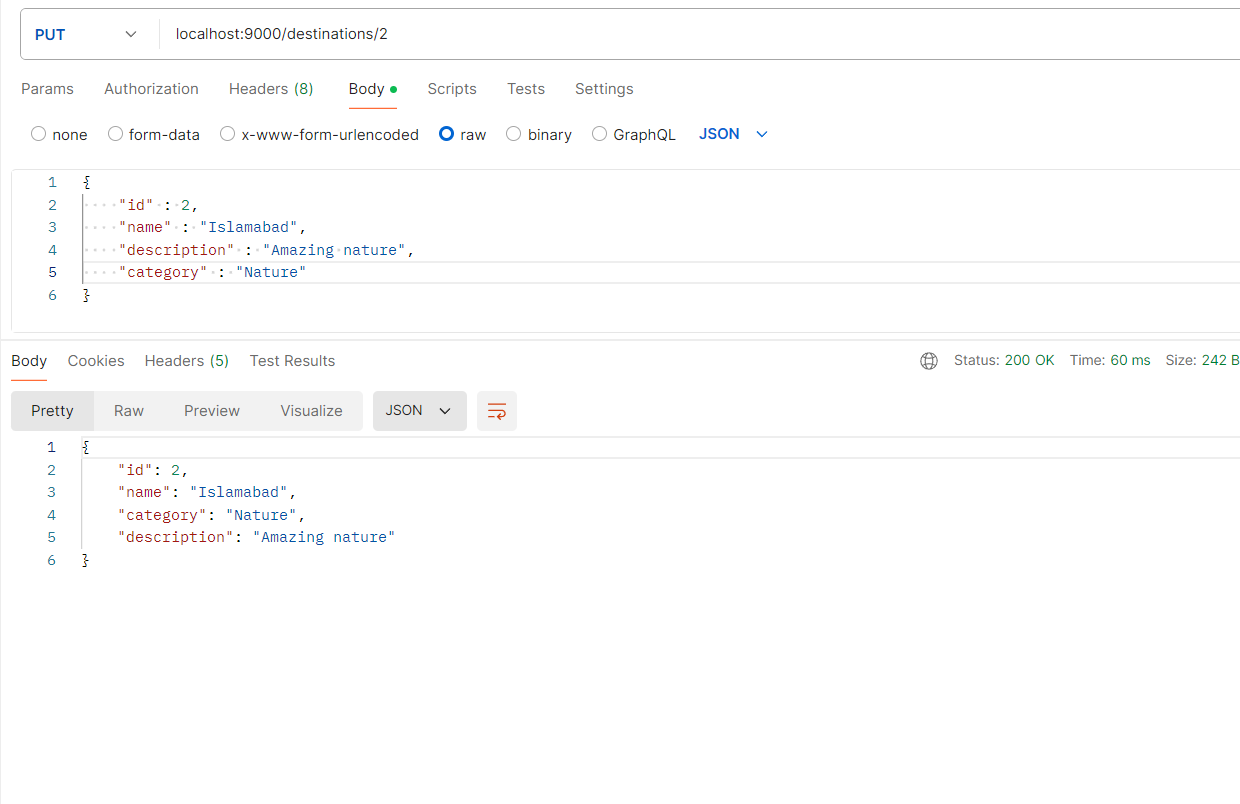 PUT localhost:9000/destinations/2
Params Authorization Headers (8) Body Scripts Tests Settings
none form-data x-www-form-urlencoded raw binary GraphQL JSON
1 {
2 "id" : 2,
3 "name" : "Islamabad",
4 "description" : "Amazing nature",
5 "category" : "Nature"
6 }
Body Cookies Headers (5) Test Results Status: 200 OK Time: 60 ms Size: 242 B
Pretty Raw Preview Visualize JSON
1 {
2 "id": 2,
3 "name": "Islamabad",
4 "category": "Nature",
5 "description": "Amazing nature"
6 }